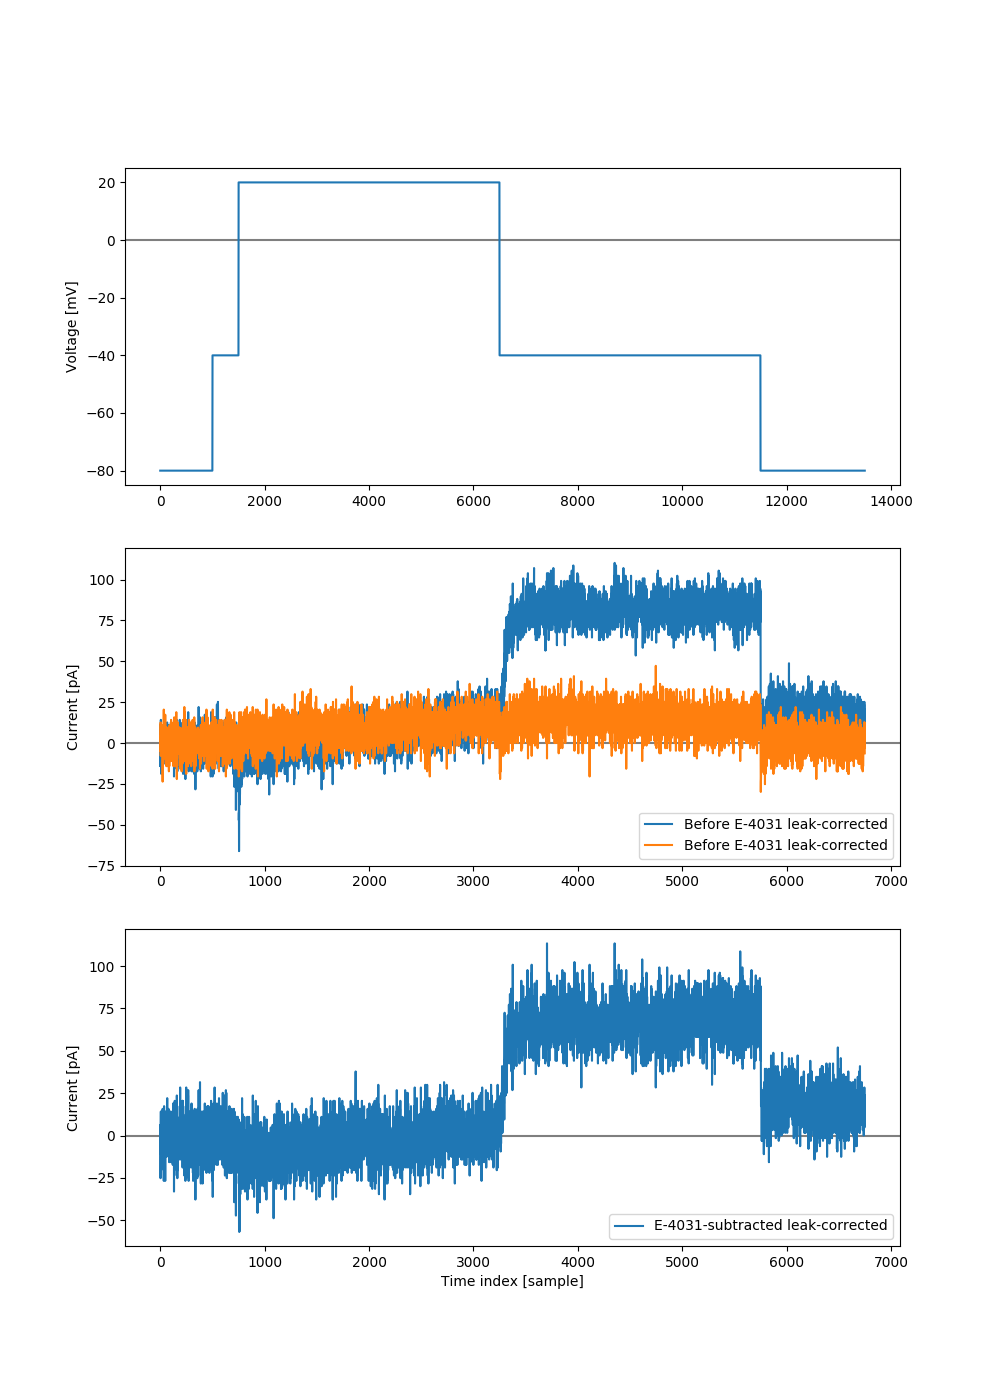 20
0
−20
−40
−60
−80
Voltage [mV]
0 2000 4000 6000 8000 10000 12000 14000
100
75
50
25
0
−25
−50
−75
Current [pA]
Before E-4031 leak-corrected
Before E-4031 leak-corrected
0 1000 2000 3000 4000 5000 6000 7000
100
75
50
25
0
−25
−50
Current [pA]
E-4031-subtracted leak-corrected
0 1000 2000 3000 4000 5000 6000 7000
Time index [sample]